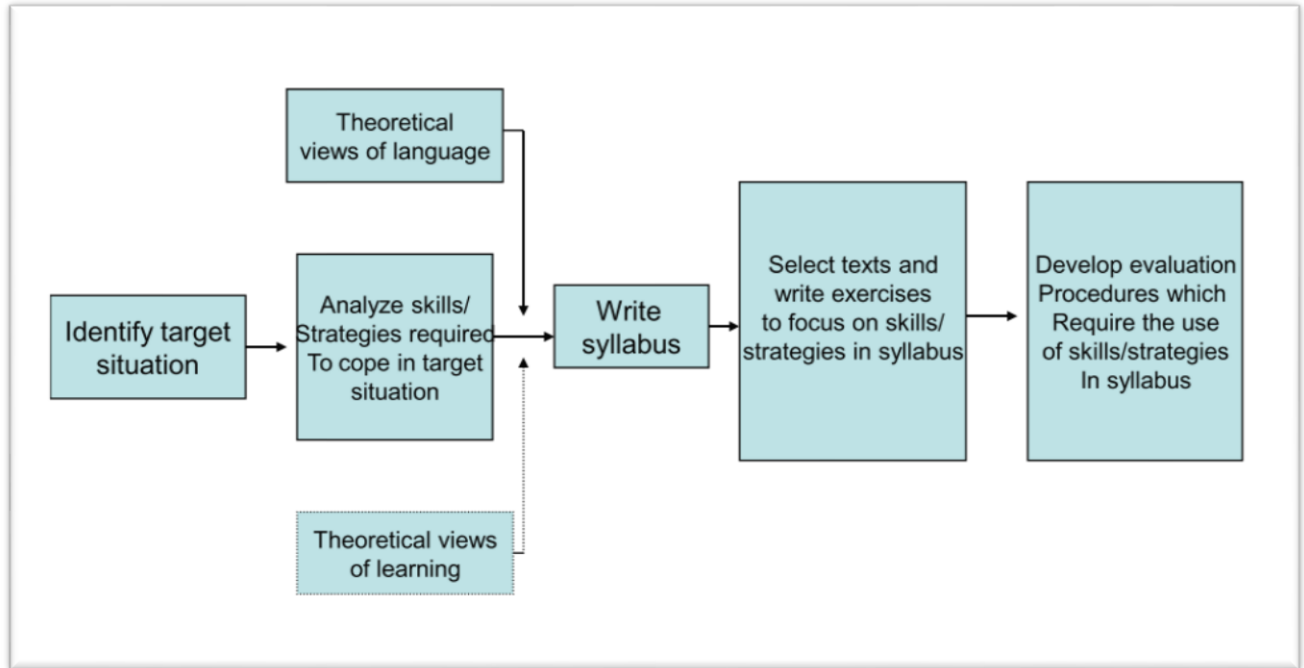 Theoretical
views of language
Identify target
situation
Analyze skills/
Strategies required
To cope in target
situation
Write
syllabus
Select texts and
write exercises
to focus on skills/
strategies in syllabus
Develop evaluation
Procedures which
Require the use
of skills/strategies
In syllabus
Theoretical views
of learning